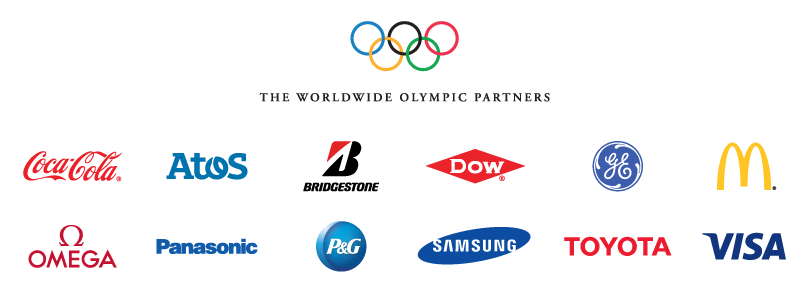 THE WORLDWIDE OLYMPIC PARTNERS
Coca-Cola® Atos BRIDGESTONE Dow® GE M
OMEGA Panasonic P&G SAMSUNG TOYOTA VISA